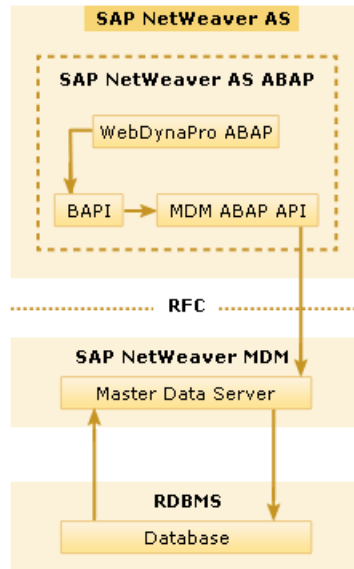 SAP NetWeaver AS
SAP NetWeaver AS ABAP
WebDynaPro ABAP
BAPI
MDM ABAP API
RFC
SAP NetWeaver MDM
Master Data Server
RDBMS
Database